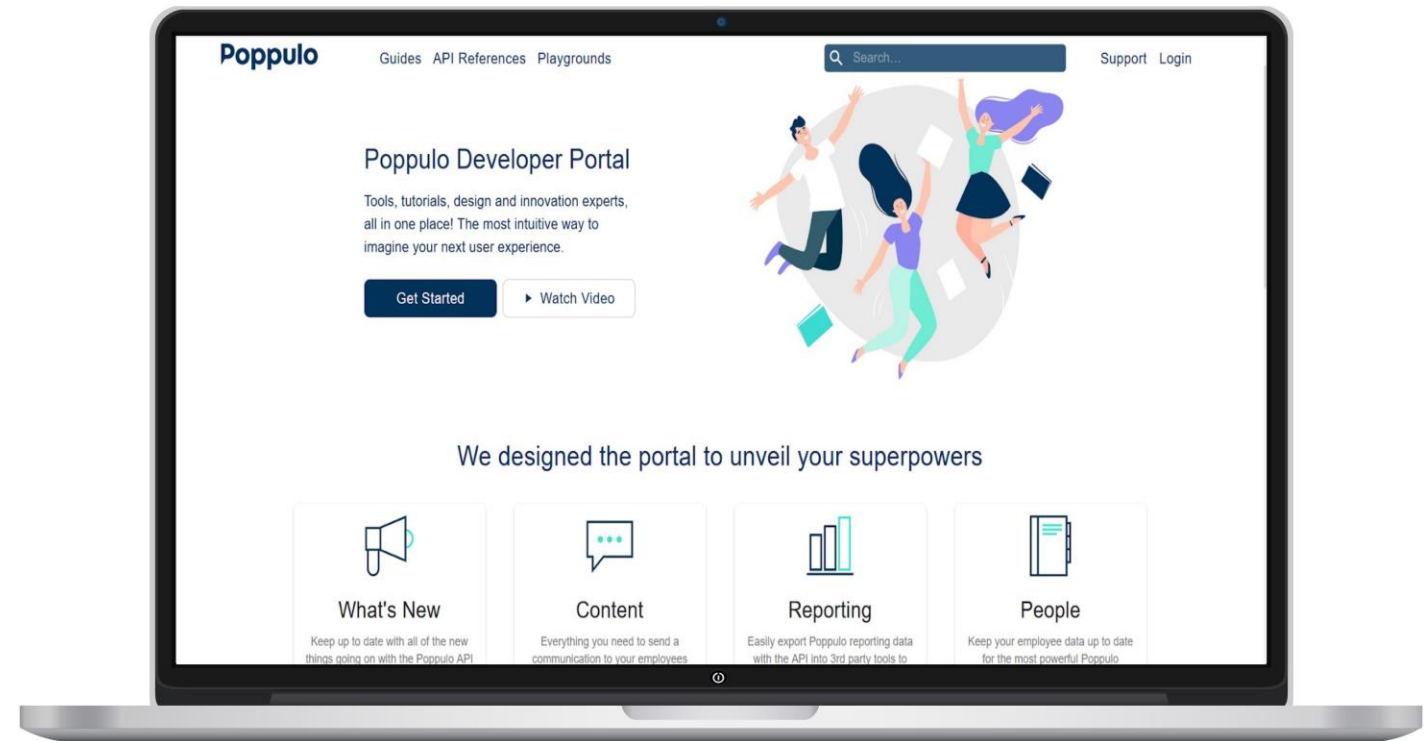 Poppulo
Guides API References Playgrounds
Search...
Support Login
Poppulo Developer Portal
Tools, tutorials, design and innovation experts,
all in one place! The most intuitive way to
imagine your next user experience.
Get Started
Watch Video
We designed the portal to unveil your superpowers
What's New
Keep up to date with all of the new
things going on with the Poppulo API
Content
Everything you need to send a
communication to your employees
Reporting
Easily export Poppulo reporting data
with the API into 3rd party tools to
People
Keep your employee data up to date
for the most powerful Poppulo